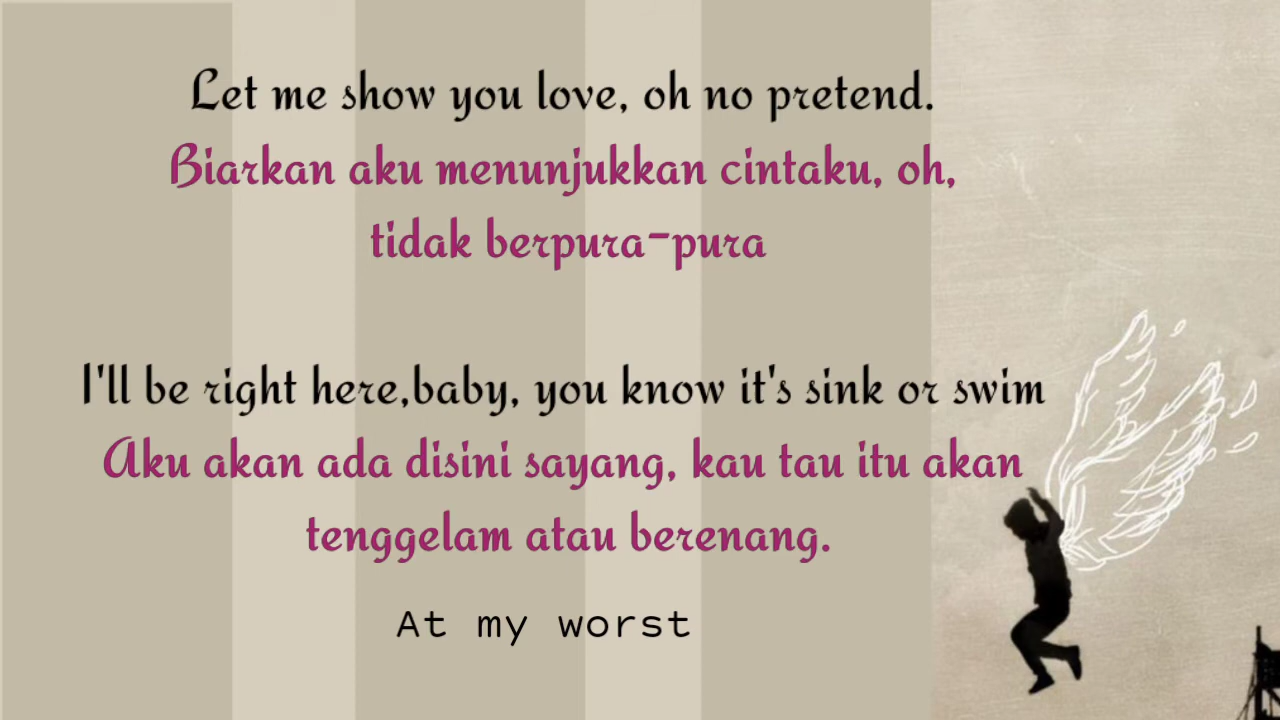 Let me show you love, oh no pretend.
Biarkan aku menunjukkan cintaku, oh,
tidak berpura-pura
I'll be right here,baby, you know it's sink or swim
Aku akan ada disini sayang, kau tau itu akan
tenggelam atau berenang.
At my worst